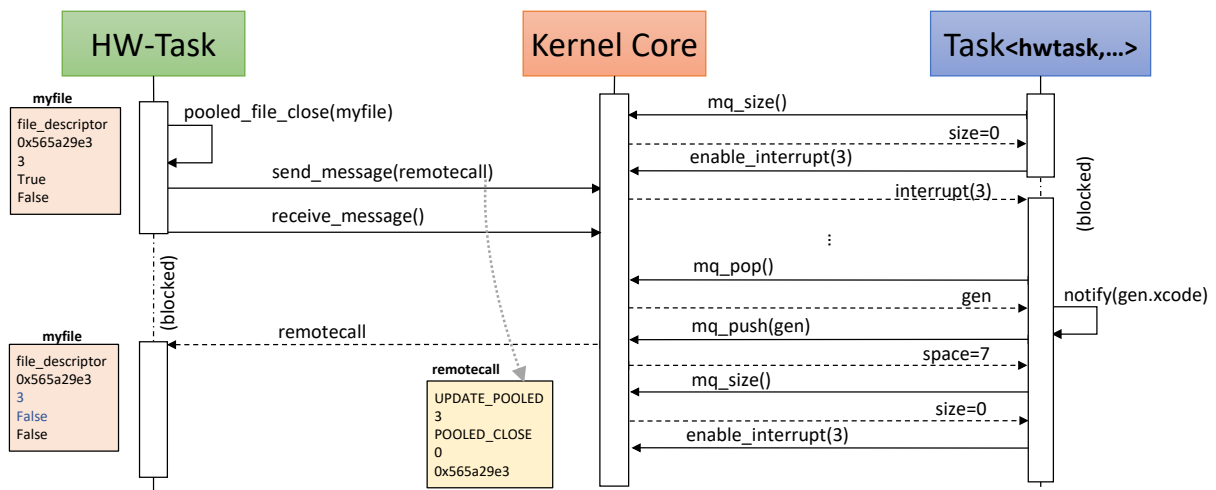 HW-Task
Kernel Core
Task<hwtask,…>
myfile
file_descriptor
0x565a29e3
3
True
False
pooled_file_close(myfile)
mq_size()
size=0
enable_interrupt(3)
send_message(remotecall)
interrupt(3)
(blocked)
receive_message()
...
mq_pop()
(blocked)
gen
notify(gen.xcode)
mq_push(gen)
remotecall
myfile
file_descriptor
0x565a29e3
3
False
False
space=7
remotecall
UPDATE_POOLED
3
POOLED_CLOSE
0
0x565a29e3
mq_size()
size=0
enable_interrupt(3)